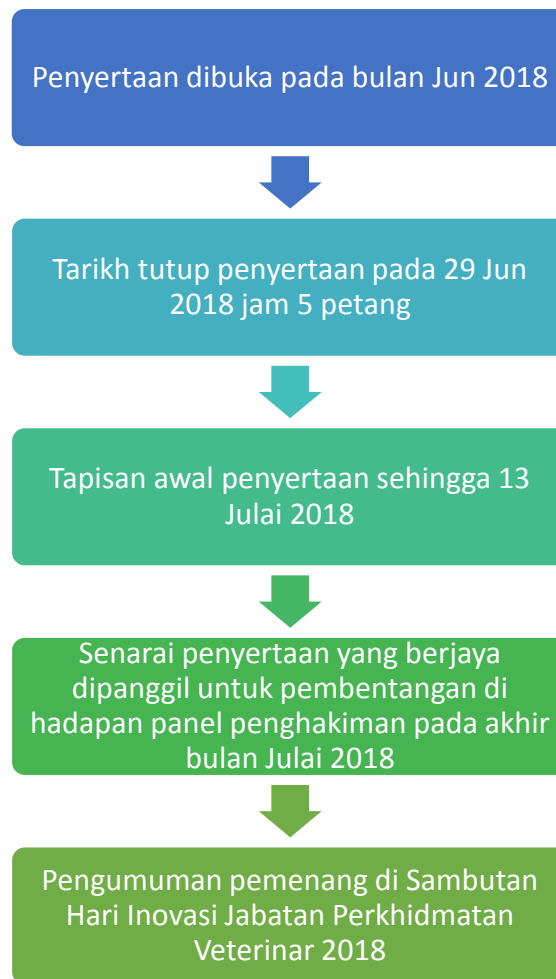 Penyertaan dibuka pada bulan Jun 2018
Tarikh tutup penyertaan pada 29 Jun
2018 jam 5 petang
Tapisan awal penyertaan sehingga 13
Julai 2018
Senarai penyertaan yang berjaya
dipanggil untuk pembentangan di
hadapan panel penghakiman pada akhir
bulan Julai 2018
Pengumuman pemenang di Sambutan
Hari Inovasi Jabatan Perkhidmatan
Veterinar 2018